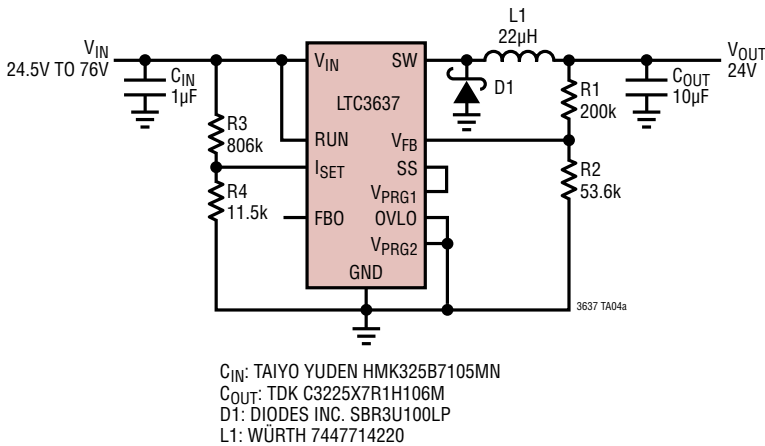 L1
22µH
VIN
24.5V TO 76V
VOUT
24V
CIN
1µF
VIN
SW
D1
COUT
10µF
LTC3637
R1
200k
R3
806k
RUN
VFB
ISET
SS
R2
53.6k
R4
11.5k
VPRG1
FBO
OVLO
VPRG2
GND
3637 TA04a
CIN: TAIYO YUDEN HMK325B7105MN
COUT: TDK C3225X7R1H106M
D1: DIODES INC. SBR3U100LP
L1: WÜRTH 7447714220